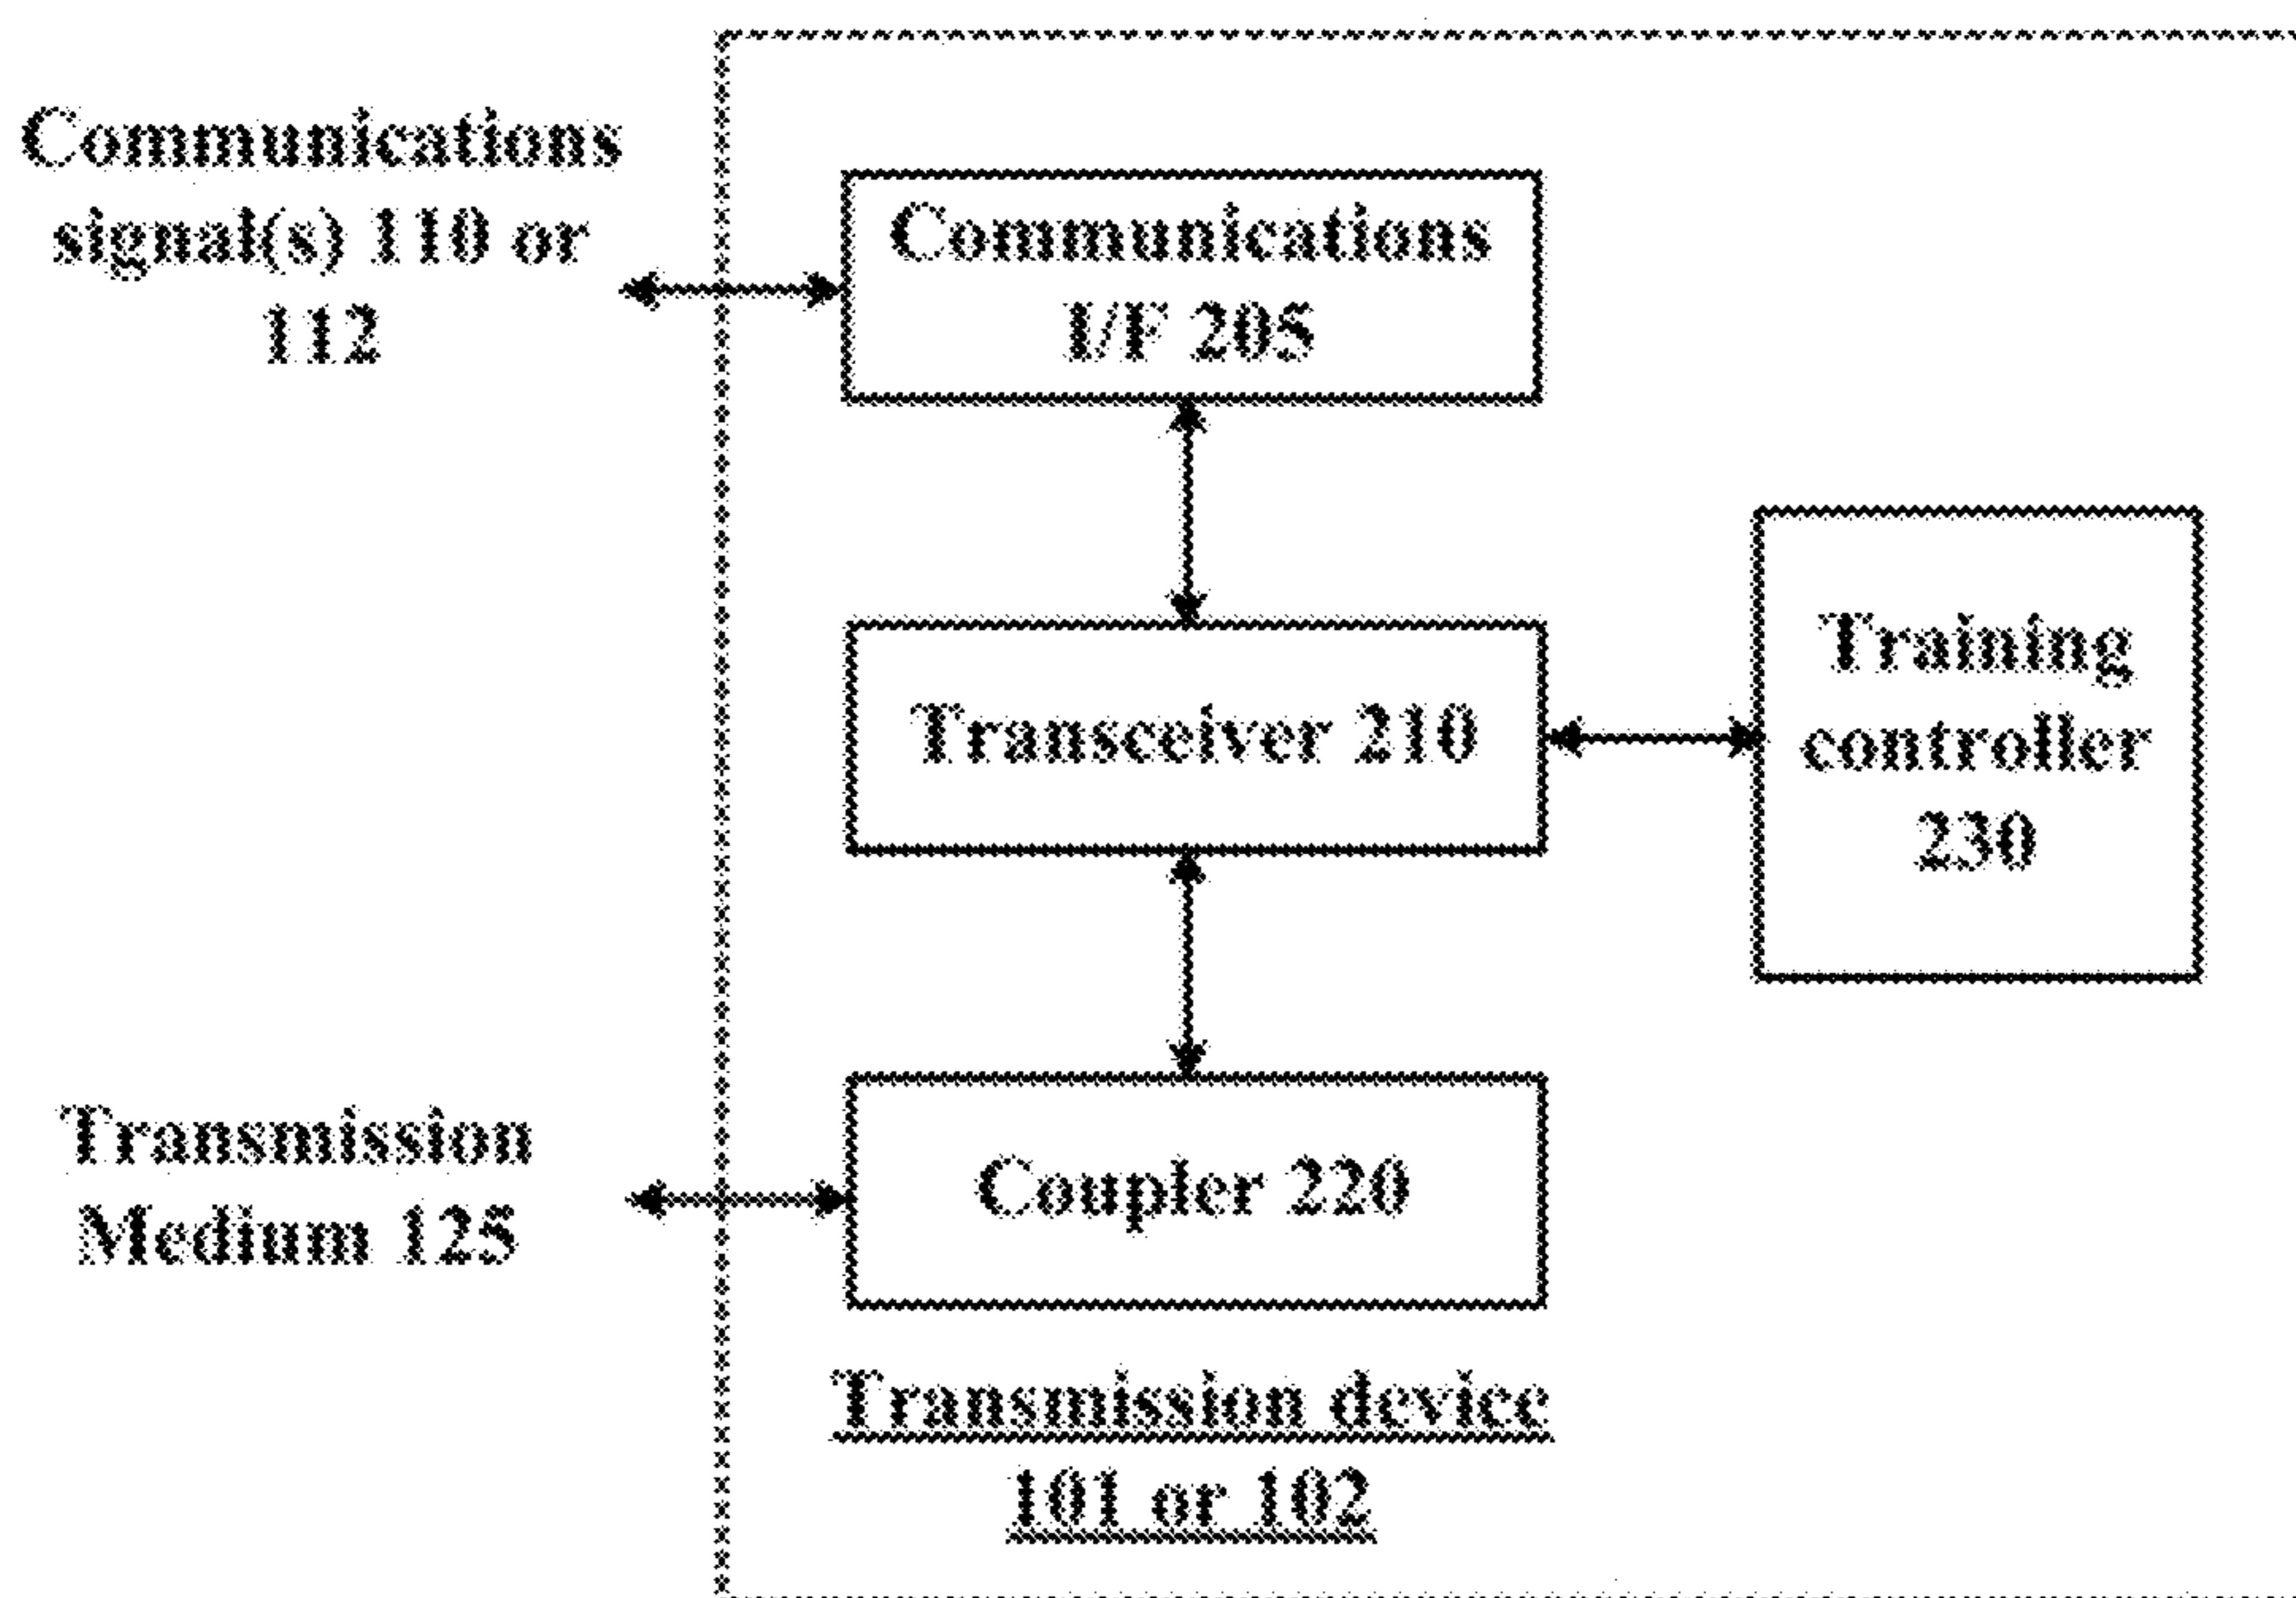 Communications
signal(s) 110 or
112
Communications
I/F 205
Transceiver 210
Training
controller
230
Transmission
Medium 125
Coupler 220
Transmission device
101 or 102